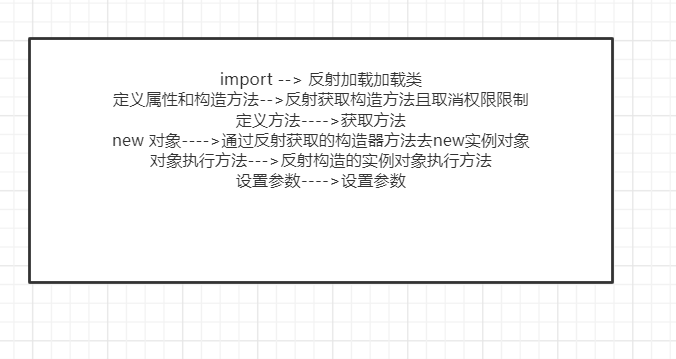 import --> 反射加载加载类
定义属性和构造方法-->反射获取构造方法且取消权限限制
定义方法---->获取方法
new 对象---->通过反射获取的构造器方法去new实例对象
对象执行方法--->反射构造的实例对象执行方法
设置参数---->设置参数